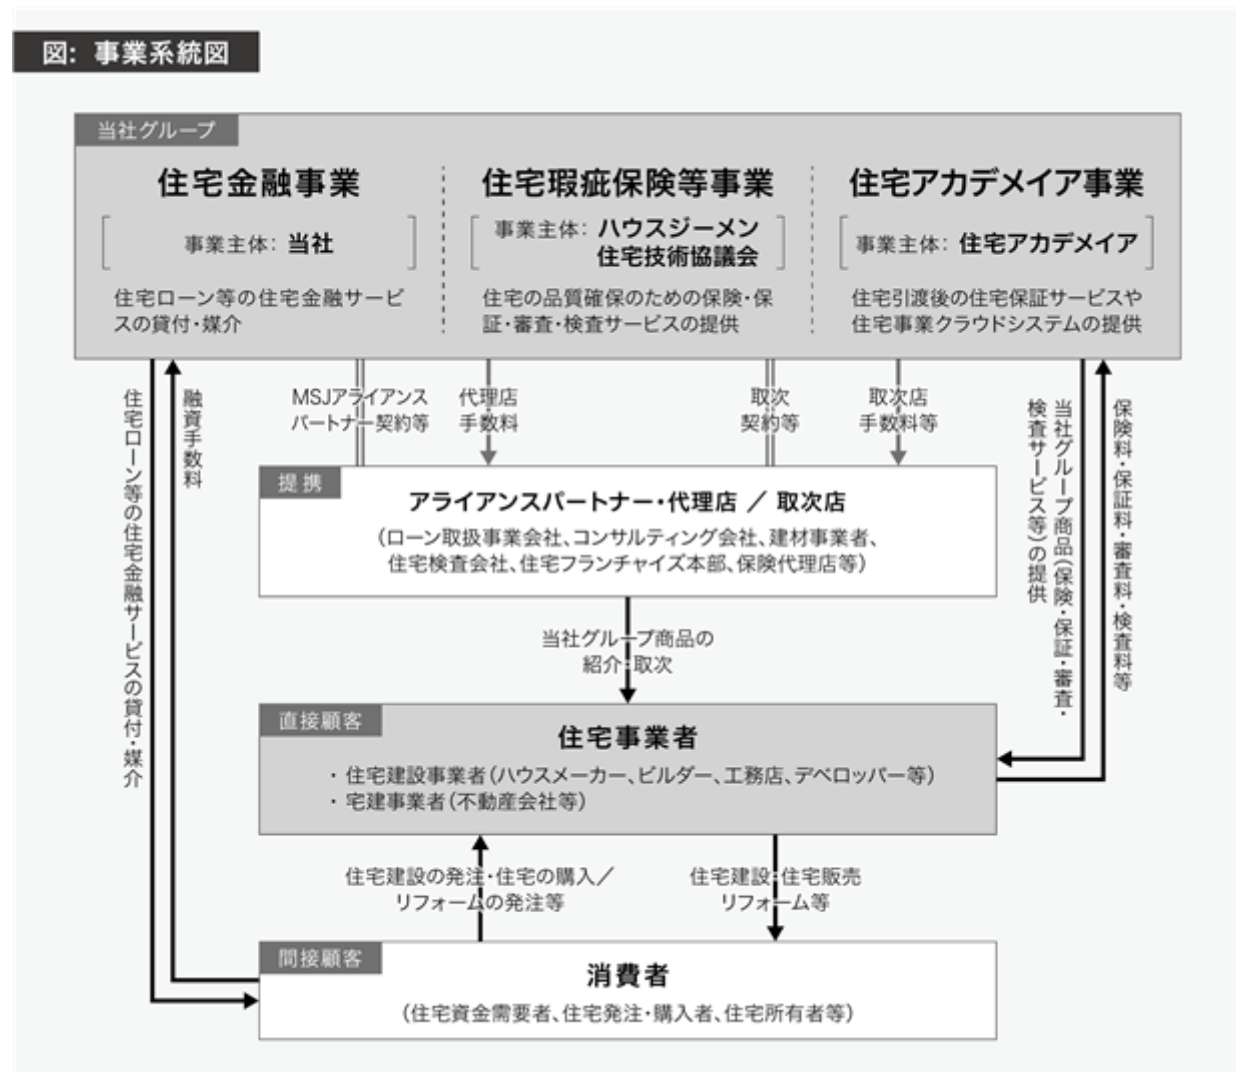 図: 事業系統図
当社グループ
住宅金融事業
事業主体: 当社
住宅ローン等の住宅金融サービ
スの貸付・媒介
住宅瑕疵保険等事業
事業主体: ハウスジーメン
住宅技術協議会
住宅の品質確保のための保険・保
証・審査・検査サービスの提供
住宅アカデメイア事業
事業主体: 住宅アカデメイア
住宅引渡後の住宅保証サービスや
住宅事業クラウドシステムの提供
住宅ローン等の住宅金融サービスの貸付・媒介
融資手数料
MSJアライアンス
パートナー契約等
代理店
手数料
取次
契約等
取次店
手数料等
当社グループ商品（保険・保証・審査・
検査サービス等）の提供
保険料・保証料・審査料・検査料等
提携
アライアンスパートナー・代理店 ／ 取次店
（ローン取扱事業会社、コンサルティング会社、建材事業者、
住宅検査会社、住宅フランチャイズ本部、保険代理店等）
当社グループ商品の
紹介・取次
直接顧客
住宅事業者
・ 住宅建設事業者（ハウスメーカー、ビルダー、工務店、デベロッパー等）
・ 宅建事業者（不動産会社等）
住宅建設の発注・住宅の購入／
リフォームの発注等
住宅建設・住宅販売
リフォーム等
間接顧客
消費者
（住宅資金需要者、住宅発注・購入者、住宅所有者等）